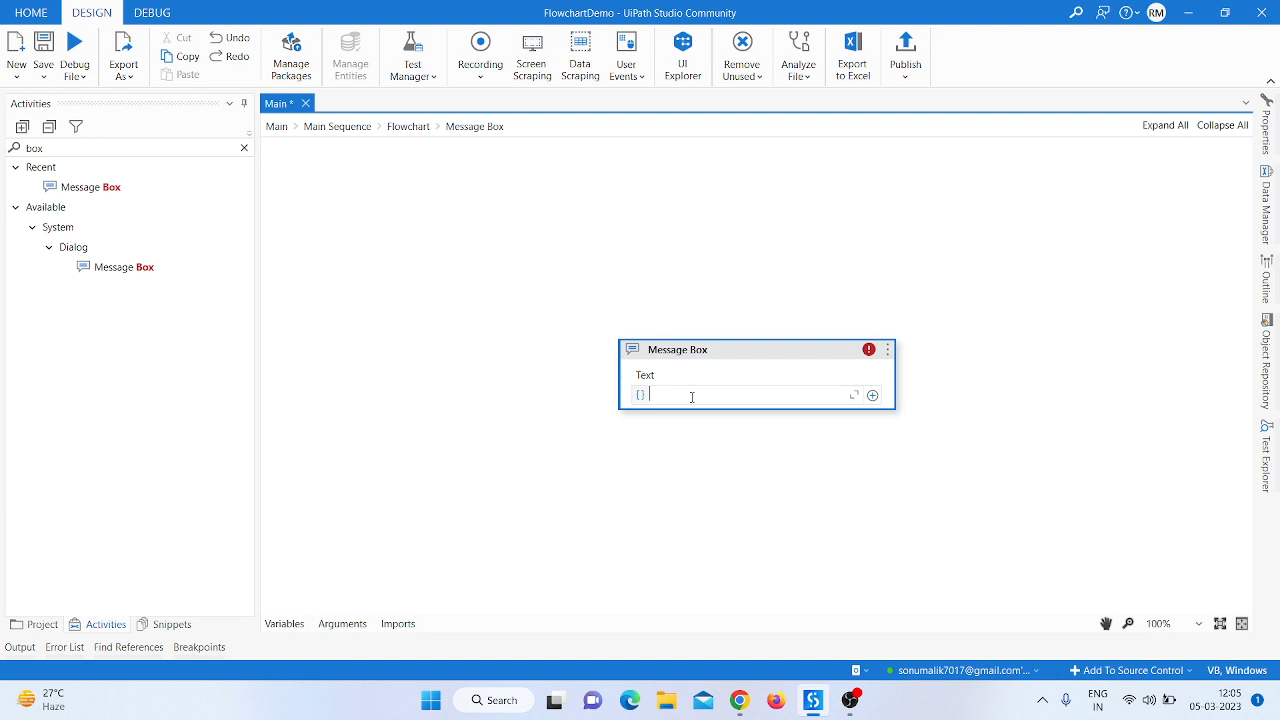 HOME DESIGN DEBUG FlowchartDemo - UiPath Studio Community RM
New Save Debug File Export As Cut Copy Paste Undo Redo Manage Packages Manage Entities Test Manager Recording Screen Scraping Data Scraping User Events UI Explorer Remove Unused Analyze File Export to Excel Publish
Activities
Main *
Main > Main Sequence > Flowchart > Message Box Expand All Collapse All
box
Recent
Message Box
Available
System
Dialog
Message Box
Message Box
Text
Properties
Data Manager
Outline
Object Repository
Test Explorer
Project Activities Snippets
Variables Arguments Imports 100%
Output Error List Find References Breakpoints
sonumalik7017@gmail.com'... Add To Source Control VB, Windows
27°C
Haze
Search
ENG
IN
12:05
05-03-2023
1